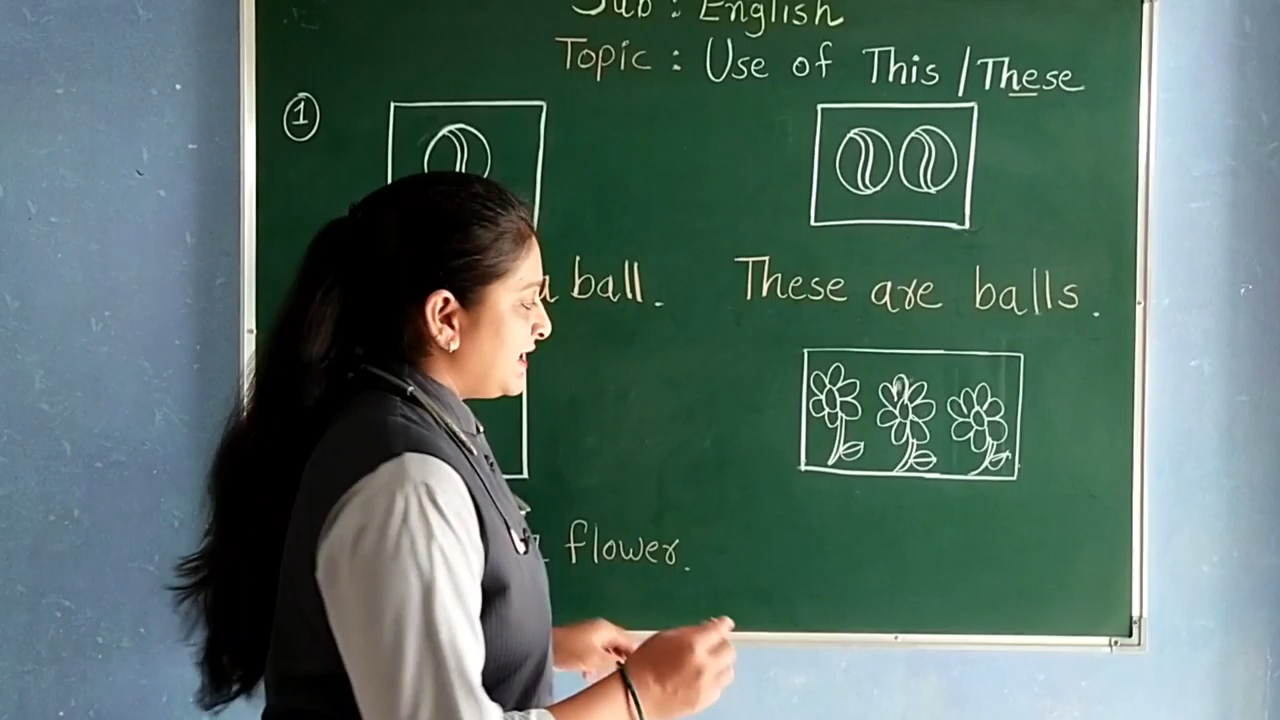 Sub : English
Topic : Use of This / These
1
a ball.
These are balls.
flower.